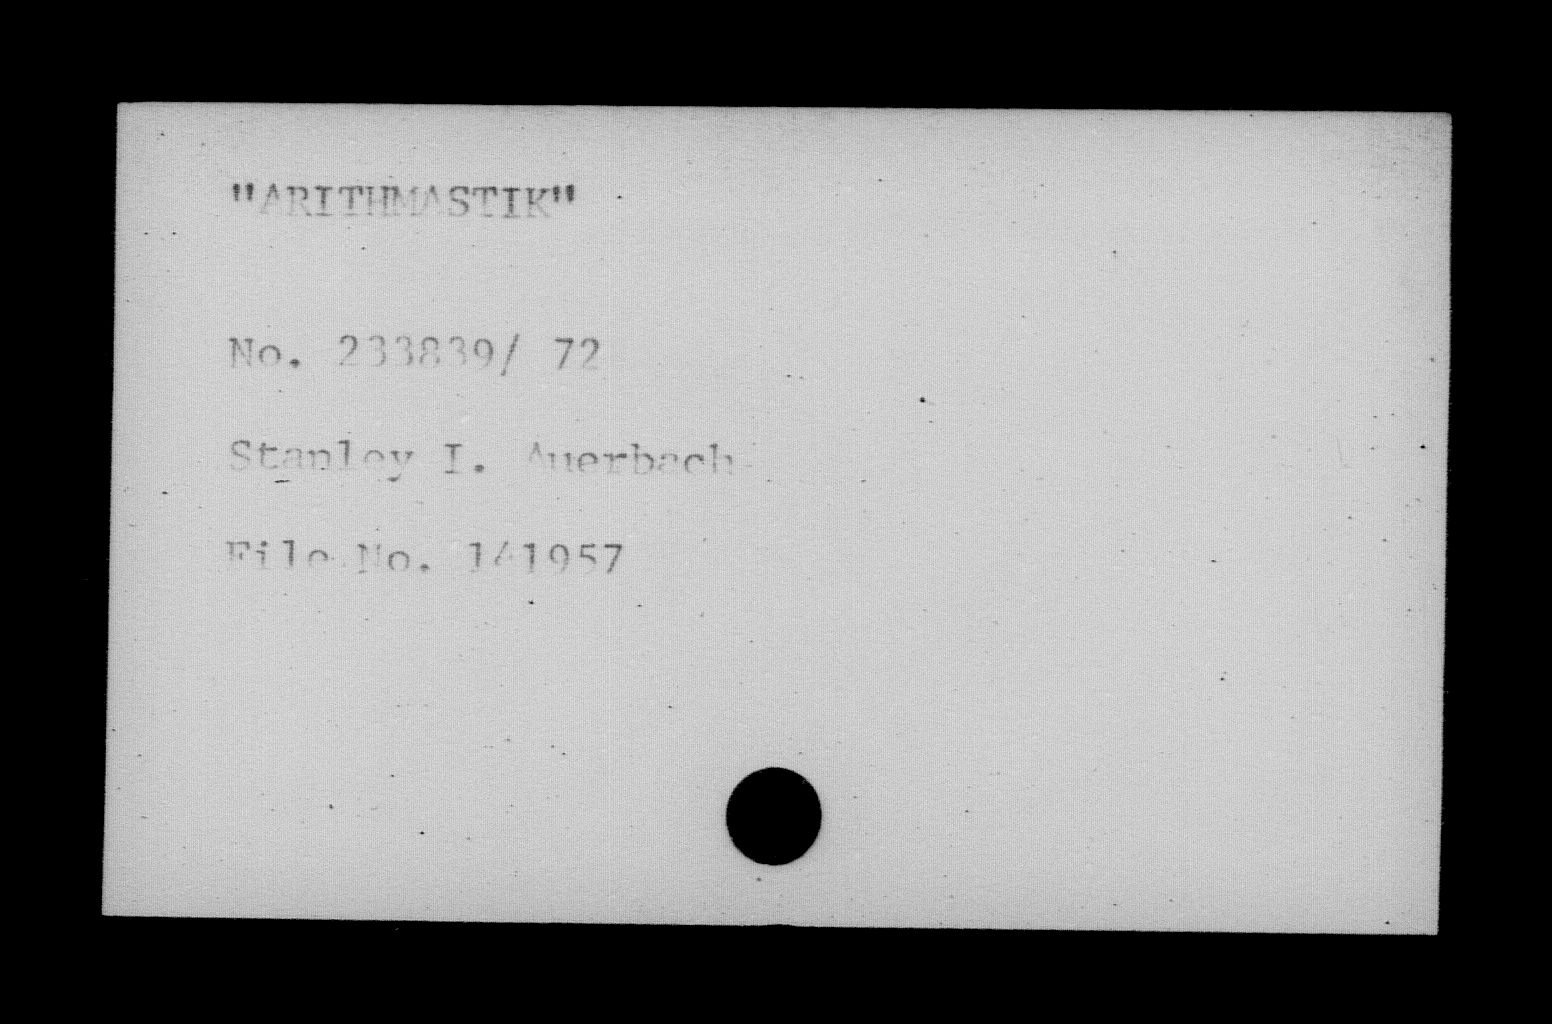 "ARITHMASTIK"
No. 233839/ 72
Stanley I. Auerbach
File No. 141957